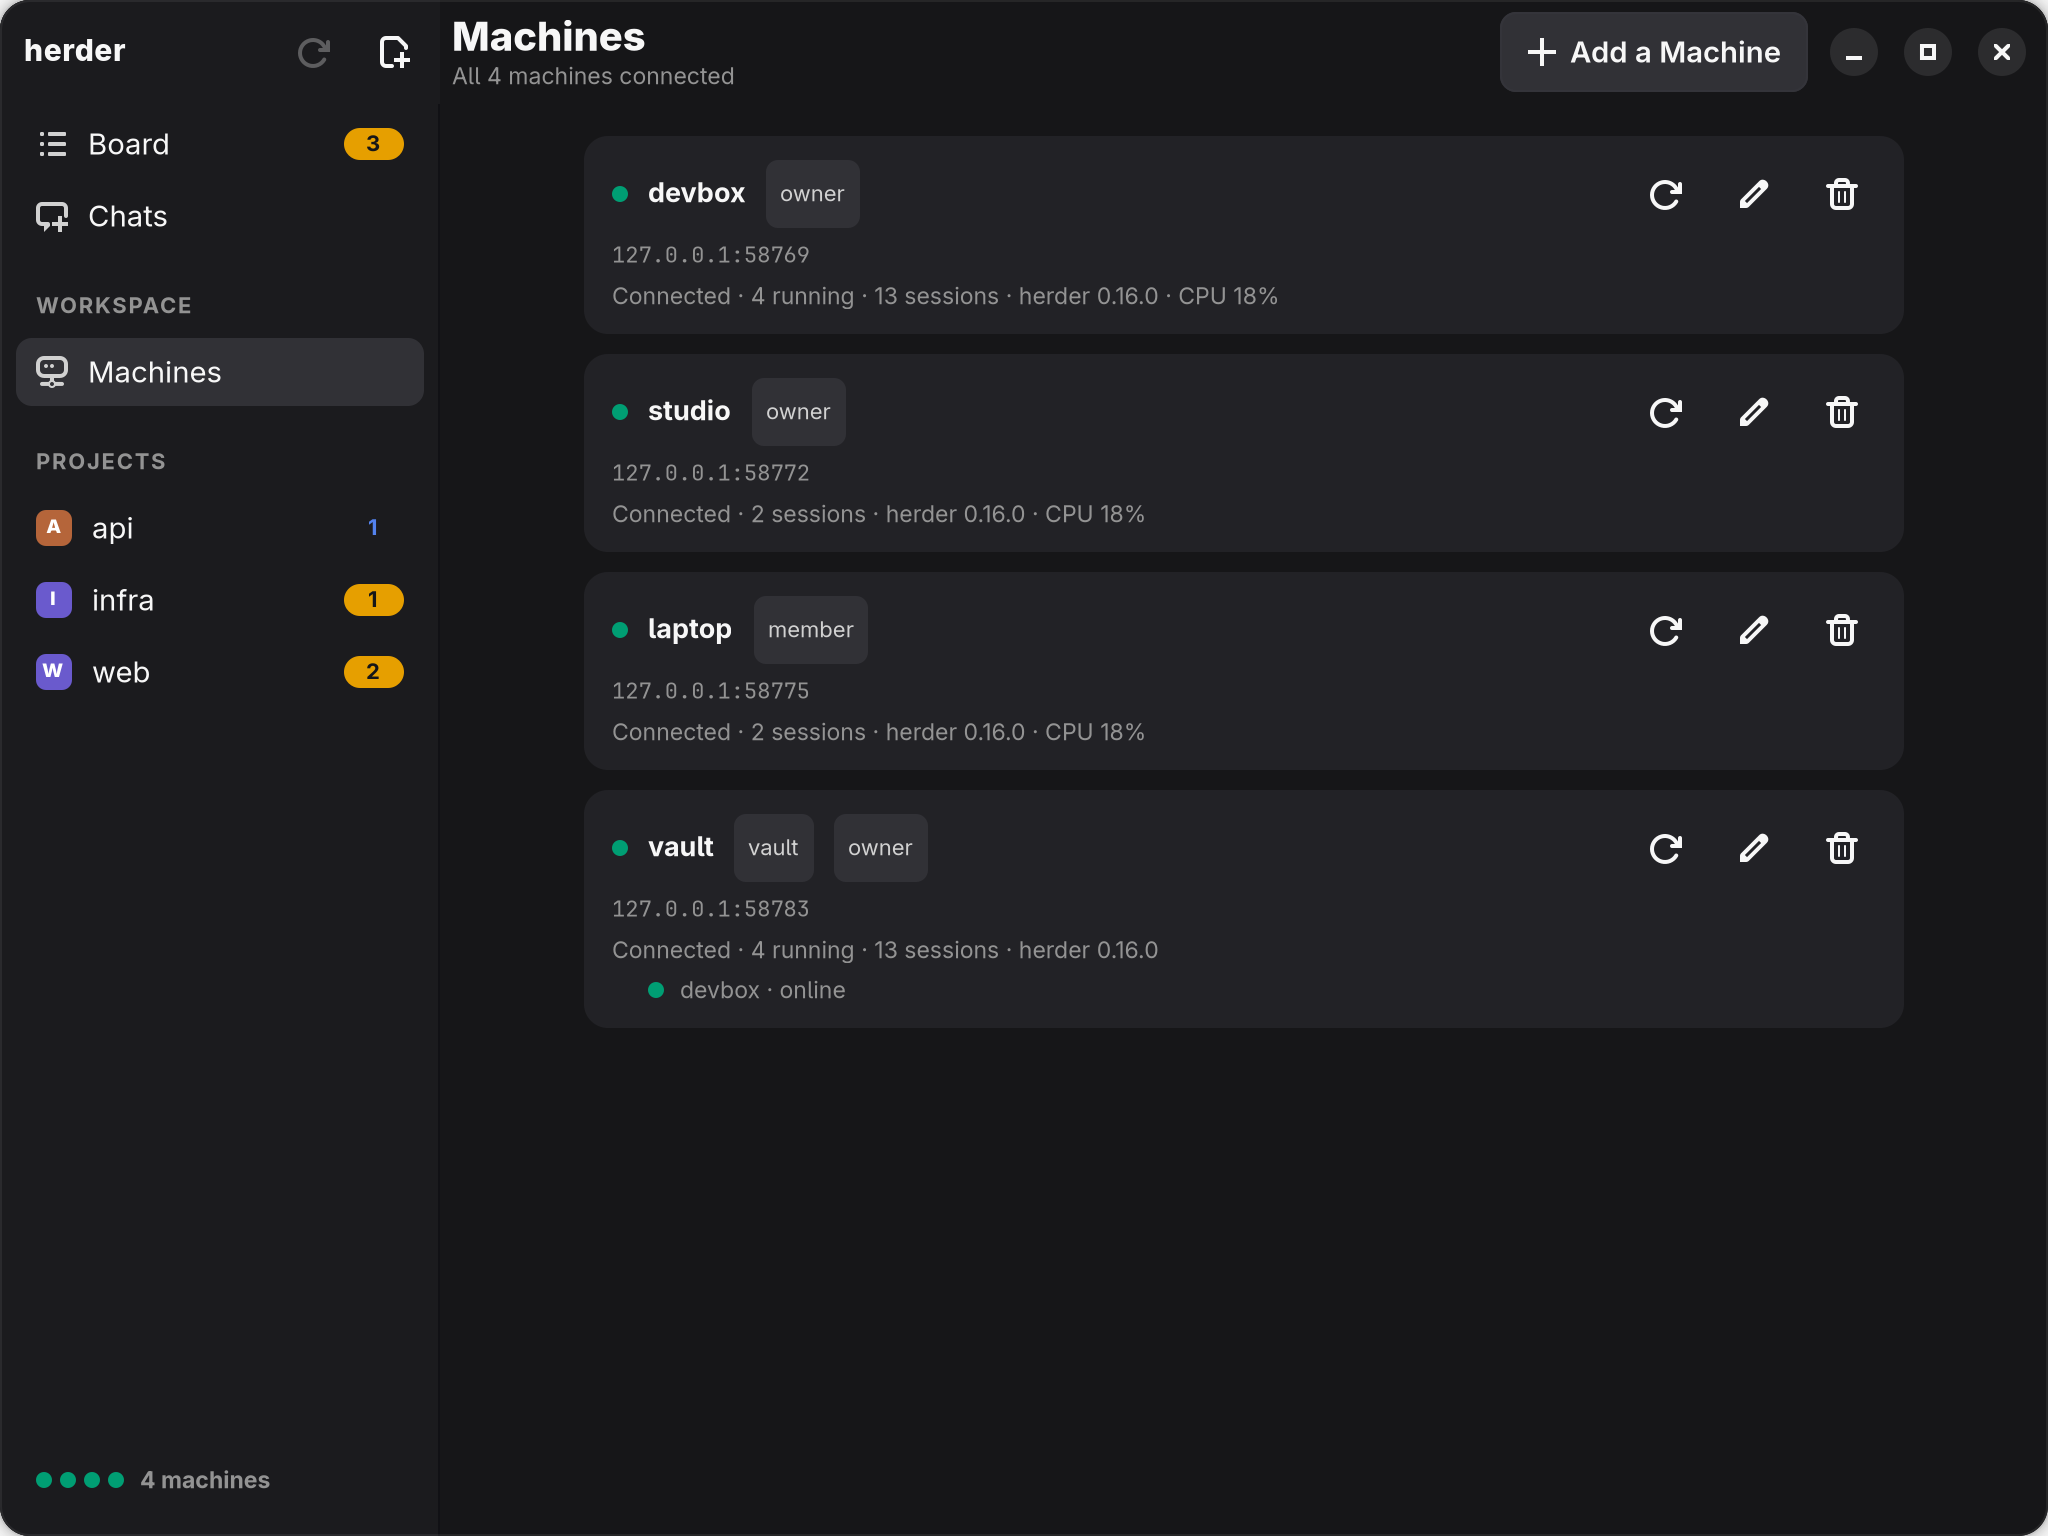 herder
Board 3
Chats
WORKSPACE
Machines
PROJECTS
A api 1
I infra 1
W web 2
4 machines
Machines
All 4 machines connected
Add a Machine
devbox owner
127.0.0.1:58769
Connected · 4 running · 13 sessions · herder 0.16.0 · CPU 18%
studio owner
127.0.0.1:58772
Connected · 2 sessions · herder 0.16.0 · CPU 18%
laptop member
127.0.0.1:58775
Connected · 2 sessions · herder 0.16.0 · CPU 18%
vault vault owner
127.0.0.1:58783
Connected · 4 running · 13 sessions · herder 0.16.0
devbox · online